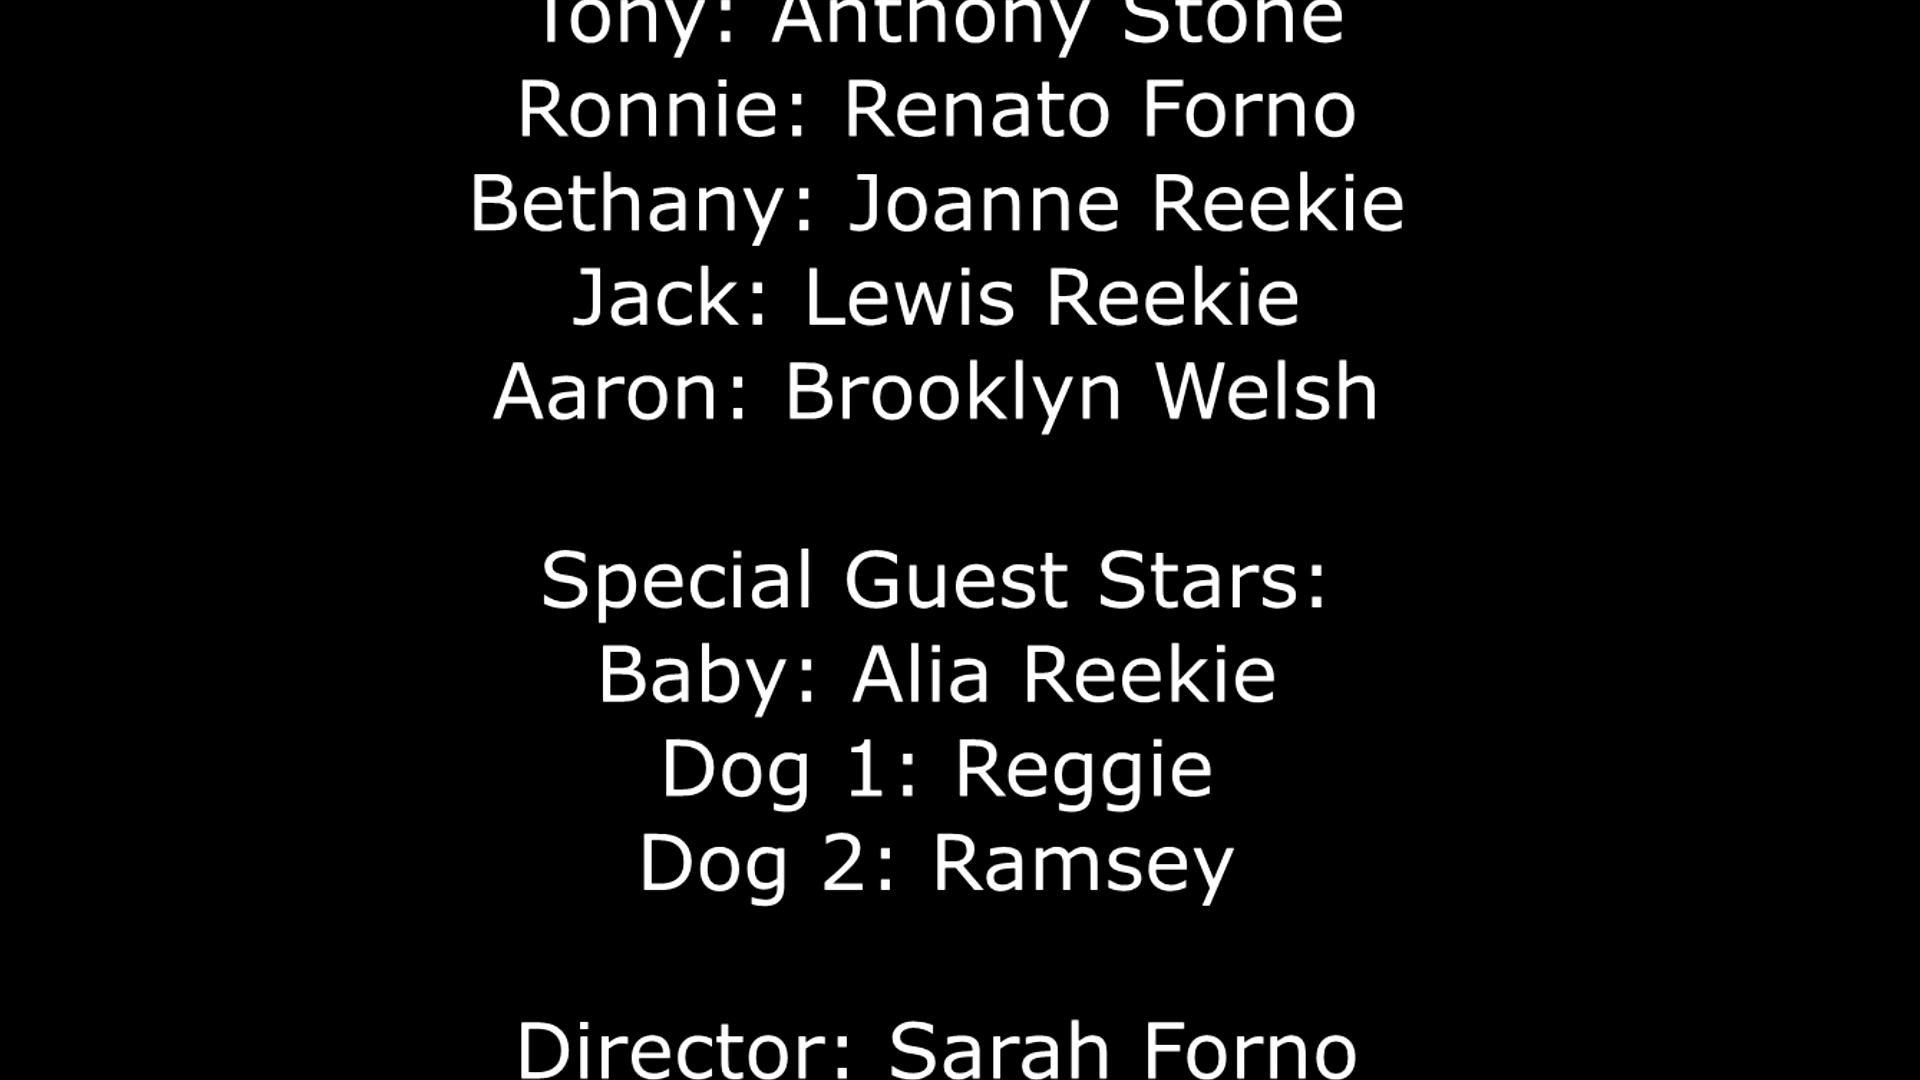 Tony: Anthony Stone
Ronnie: Renato Forno
Bethany: Joanne Reekie
Jack: Lewis Reekie
Aaron: Brooklyn Welsh
Special Guest Stars:
Baby: Alia Reekie
Dog 1: Reggie
Dog 2: Ramsey
Director: Sarah Forno